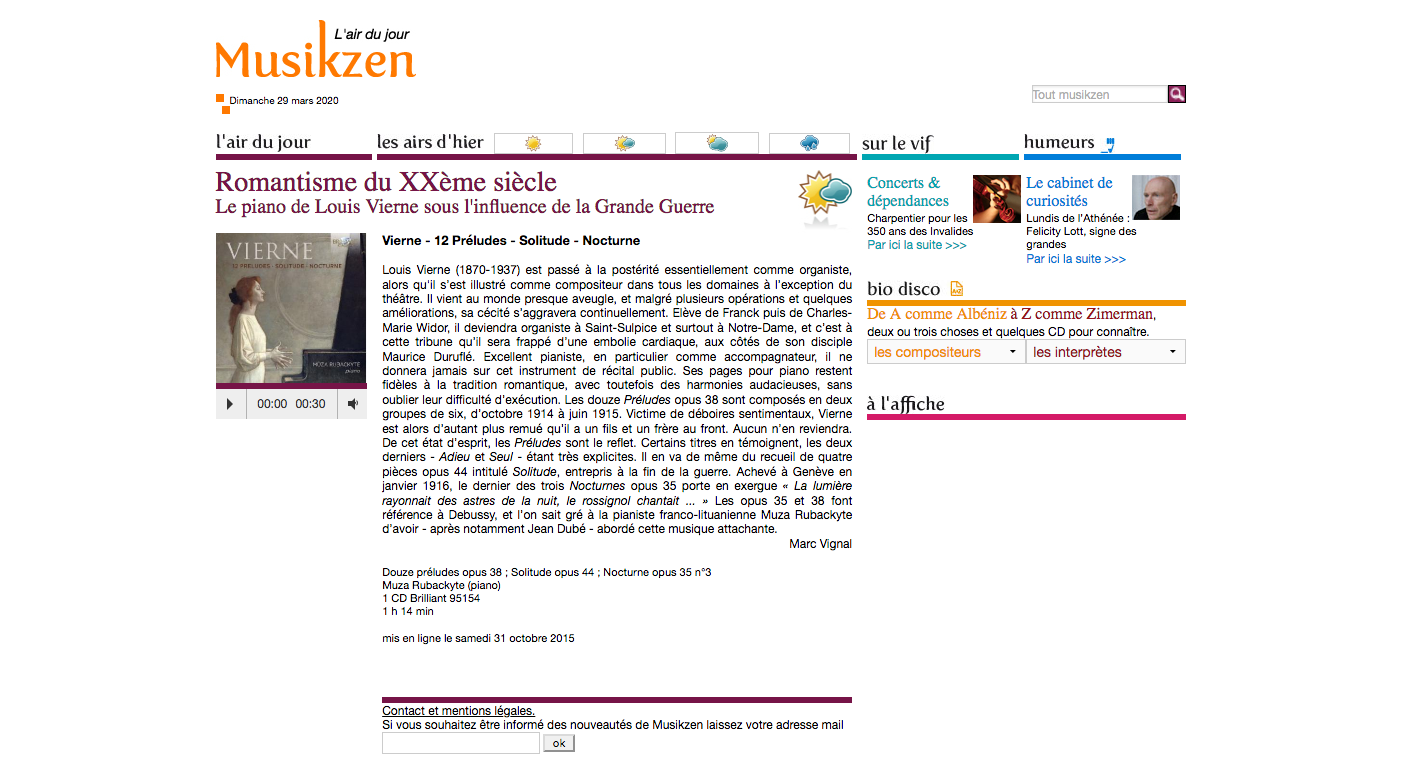 L'air du jour
Musikzen
Dimanche 29 mars 2020
Tout musikzen
l'air du jour
les airs d'hier
sur le vif
humeurs
Romantisme du XXème siècle
Le piano de Louis Vierne sous l'influence de la Grande Guerre
VIERNE
12 PRÉLUDES · SOLITUDE · NOCTURNE
MUZA RUBACKYTE
piano
00:00 00:30
Vierne - 12 Préludes - Solitude - Nocturne
Louis Vierne (1870-1937) est passé à la postérité essentiellement comme organiste,
alors qu'il s'est illustré comme compositeur dans tous les domaines à l'exception du
théâtre. Il vient au monde presque aveugle, et malgré plusieurs opérations et quelques
améliorations, sa cécité s'aggravera continuellement. Elève de Franck puis de Charles-
Marie Widor, il deviendra organiste à Saint-Sulpice et surtout à Notre-Dame, et c'est à
cette tribune qu'il sera frappé d'une embolie cardiaque, aux côtés de son disciple
Maurice Duruflé. Excellent pianiste, en particulier comme accompagnateur, il ne
donnera jamais sur cet instrument de récital public. Ses pages pour piano restent
fidèles à la tradition romantique, avec toutefois des harmonies audacieuses, sans
oublier leur difficulté d'exécution. Les douze Préludes opus 38 sont composés en deux
groupes de six, d'octobre 1914 à juin 1915. Victime de déboires sentimentaux, Vierne
est alors d'autant plus remué qu'il a un fils et un frère au front. Aucun n'en reviendra.
De cet état d'esprit, les Préludes sont le reflet. Certains titres en témoignent, les deux
derniers - Adieu et Seul - étant très explicites. Il en va de même du recueil de quatre
pièces opus 44 intitulé Solitude, entrepris à la fin de la guerre. Achevé à Genève en
janvier 1916, le dernier des trois Nocturnes opus 35 porte en exergue « La lumière
rayonnait des astres de la nuit, le rossignol chantait ... » Les opus 35 et 38 font
référence à Debussy, et l'on sait gré à la pianiste franco-lituanienne Muza Rubackyte
d'avoir - après notamment Jean Dubé - abordé cette musique attachante.
Marc Vignal
Douze préludes opus 38 ; Solitude opus 44 ; Nocturne opus 35 n°3
Muza Rubackyte (piano)
1 CD Brilliant 95154
1 h 14 min
mis en ligne le samedi 31 octobre 2015
Contact et mentions légales.
Si vous souhaitez être informé des nouveautés de Musikzen laissez votre adresse mail
ok
Concerts &
dépendances
Charpentier pour les
350 ans des Invalides
Par ici la suite >>>
Le cabinet de
curiosités
Lundis de l'Athénée :
Felicity Lott, signe des
grandes
Par ici la suite >>>
bio disco
De A comme Albéniz à Z comme Zimerman,
deux ou trois choses et quelques CD pour connaître.
les compositeurs
les interprètes
à l'affiche